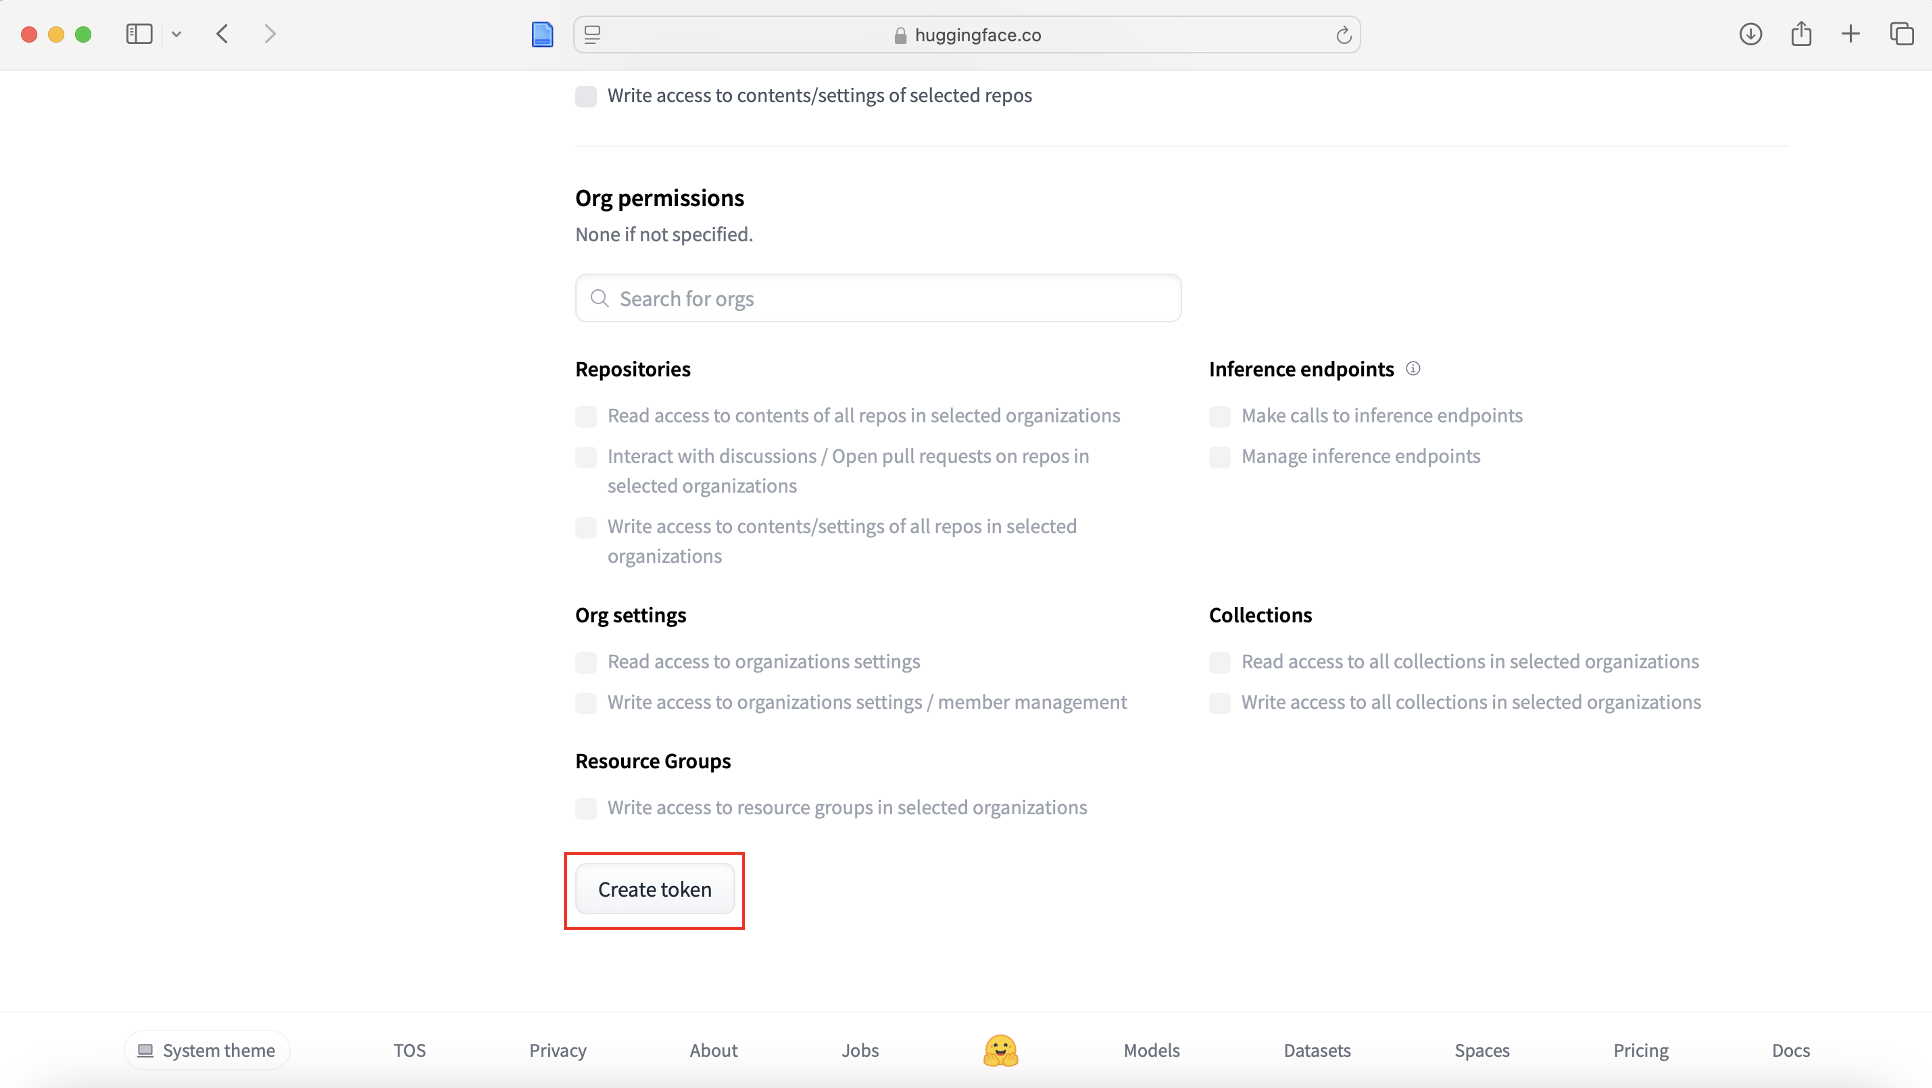 huggingface.co
Write access to contents/settings of selected repos
Org permissions
None if not specified.
Search for orgs
Repositories
Read access to contents of all repos in selected organizations
Interact with discussions / Open pull requests on repos in
selected organizations
Write access to contents/settings of all repos in selected
organizations
Inference endpoints
Make calls to inference endpoints
Manage inference endpoints
Org settings
Read access to organizations settings
Write access to organizations settings / member management
Collections
Read access to all collections in selected organizations
Write access to all collections in selected organizations
Resource Groups
Write access to resource groups in selected organizations
Create token
System theme
TOS
Privacy
About
Jobs
Models
Datasets
Spaces
Pricing
Docs